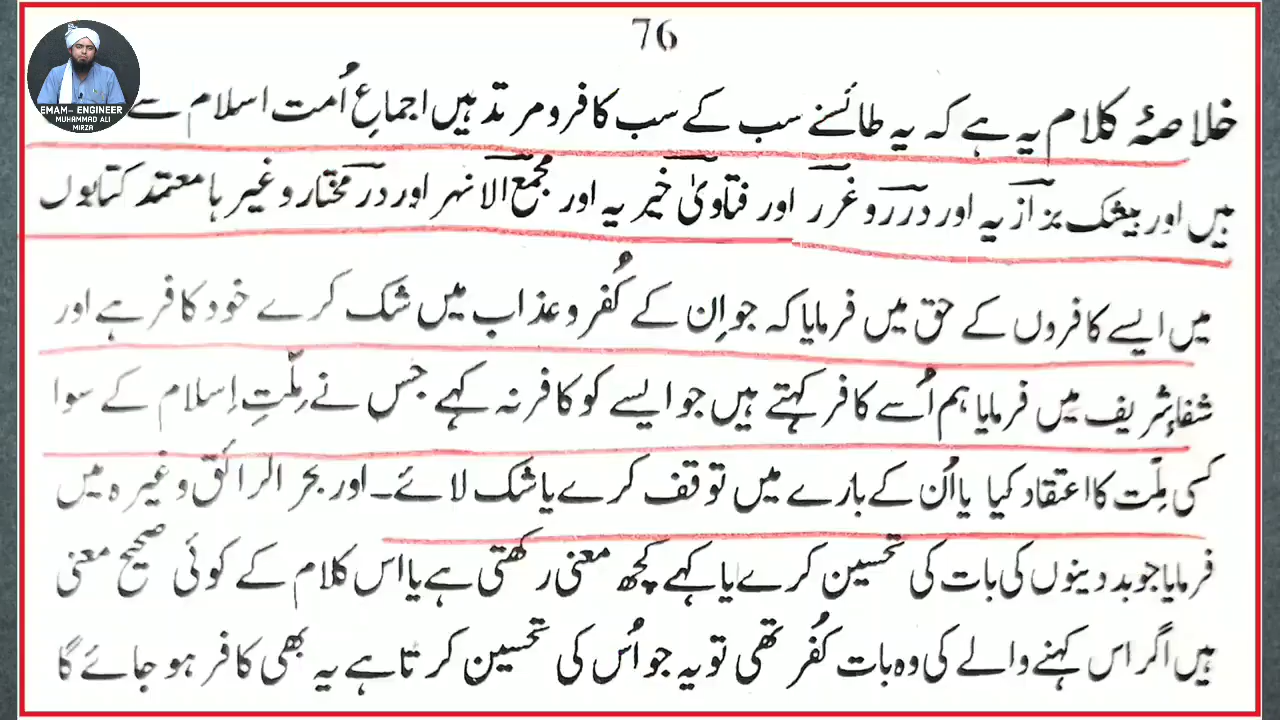 76
EMAM- ENGINEER
MUHAMMAD ALI
MIRZA
خلاصۂ کلام یہ ہے کہ یہ طائفے سب کے سب کافر و مرتد ہیں اجماعِ اُمت اسلام سے
ہیں اور بیشک بزازیہ اور درر و غرر اور فتاویٰ خیریہ اور مجمع الانہر اور درمختار وغیرہا معتمد کتابوں
میں ایسے کافروں کے حق میں فرمایا کہ جو اِن کے کُفر و عذاب میں شک کرے خود کافر ہے اور
شفاءِ شریف میں فرمایا ہم اُسے کافر کہتے ہیں جو ایسے کو کافر نہ کہے جس نے مِلّتِ اِسلام کے سوا
کسی مِلّت کا اعتقاد کیا یا اُن کے بارے میں توقف کرے یا شک لائے۔ اور بحر الرائق وغیرہ میں
فرمایا جو بددینوں کی بات کی تحسین کرے یا کہے کچھ معنی رکھتی ہے یا اس کلام کے کوئی صحیح معنی
ہیں اگر اس کہنے والے کی وہ بات کُفر تھی تو یہ جو اُس کی تحسین کرتا ہے یہ بھی کافر ہو جائے گا